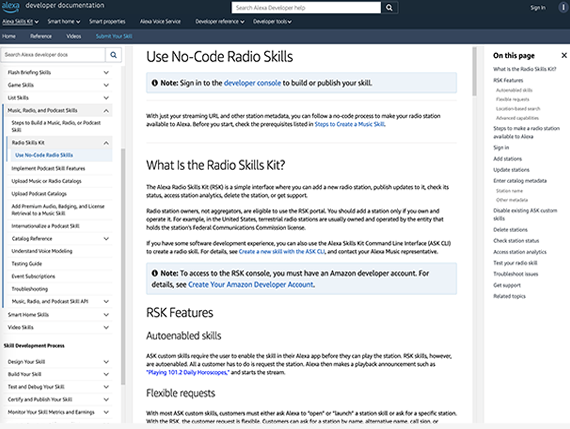 alexa developer documentation
Search Alexa Developer help
Sign In
Alexa Skills Kit
Smart home
Smart properties
Alexa Voice Service
Developer reference
Developer tools
Home
Reference
Videos
Submit Your Skill
Search Alexa developer docs
Flash Briefing Skills
Game Skills
List Skills
Music, Radio, and Podcast Skills
Steps to Build a Music, Radio, or Podcast
Skill
Radio Skills Kit
Use No-Code Radio Skills
Implement Podcast Skill Features
Upload Music or Radio Catalogs
Upload Podcast Catalogs
Add Premium Audio, Badging, and License
Retrieval to a Music Skill
Internationalize a Podcast Skill
Catalog Reference
Understand Voice Modeling
Testing Guide
Event Subscriptions
Troubleshooting
Music, Radio, and Podcast Skill API
Smart Home Skills
Video Skills
Skill Development Process
Design Your Skill
Build Your Skill
Test and Debug Your Skill
Certify and Publish Your Skill
Monitor Your Skill Metrics and Earnings
Use No-Code Radio Skills
Note: Sign in to the developer console to build or publish your skill.
With just your streaming URL and other station metadata, you can follow a no-code process to make your radio station
available to Alexa. Before you start, check the prerequisites listed in Steps to Create a Music Skill.
What Is the Radio Skills Kit?
The Alexa Radio Skills Kit (RSK) is a simple interface where you can add a new radio station, publish updates to it, check its
status, access station analytics, delete the station, or get support.
Radio station owners, not aggregators, are eligible to use the RSK portal. You should add a station only if you own and
operate it. For example, in the United States, terrestrial radio stations are usually owned and operated by the entity that
holds the station's Federal Communications Commission license.
If you have some software development experience, you can also use the Alexa Skills Kit Command Line Interface (ASK CLI)
to create a radio skill. For details, see Create a new skill with the ASK CLI, and contact your Alexa Music representative.
Note: To access the RSK console, you must have an Amazon developer account. For
details, see Create Your Amazon Developer Account.
RSK Features
Autoenabled skills
ASK custom skills require the user to enable the skill in their Alexa app before they can play the station. RSK skills, however,
are autoenabled. All a customer has to do is request the station. Alexa then makes a playback announcement such as
"Playing 101.2 Daily Horoscopes," and starts the stream.
Flexible requests
With most ASK custom skills, customers must either ask Alexa to "open" or "launch" a station skill or ask for a specific station.
With the RSK, the customer request is flexible. Customers can ask for a station by name, alternative name, call sign, or
On this page
What Is the Radio Skills Kit?
RSK Features
Autoenabled skills
Flexible requests
Location-based search
Advanced capabilities
Steps to make a radio station
available to Alexa
Sign in
Add stations
Update stations
Enter catalog metadata
Station name
Other metadata
Disable existing ASK custom
skills
Delete stations
Check station status
Access station analytics
Test your radio skill
Troubleshoot issues
Get support
Related topics